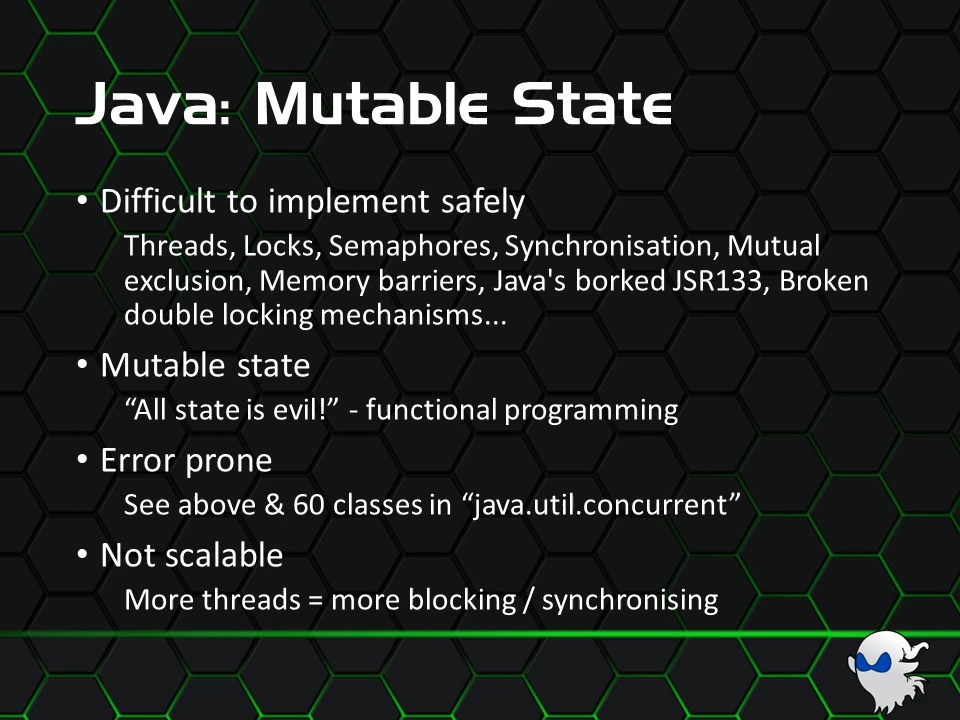 Java: Mutable State
• Difficult to implement safely
Threads, Locks, Semaphores, Synchronisation, Mutual
exclusion, Memory barriers, Java's borked JSR133, Broken
double locking mechanisms...
• Mutable state
“All state is evil!” - functional programming
• Error prone
See above & 60 classes in “java.util.concurrent”
• Not scalable
More threads = more blocking / synchronising